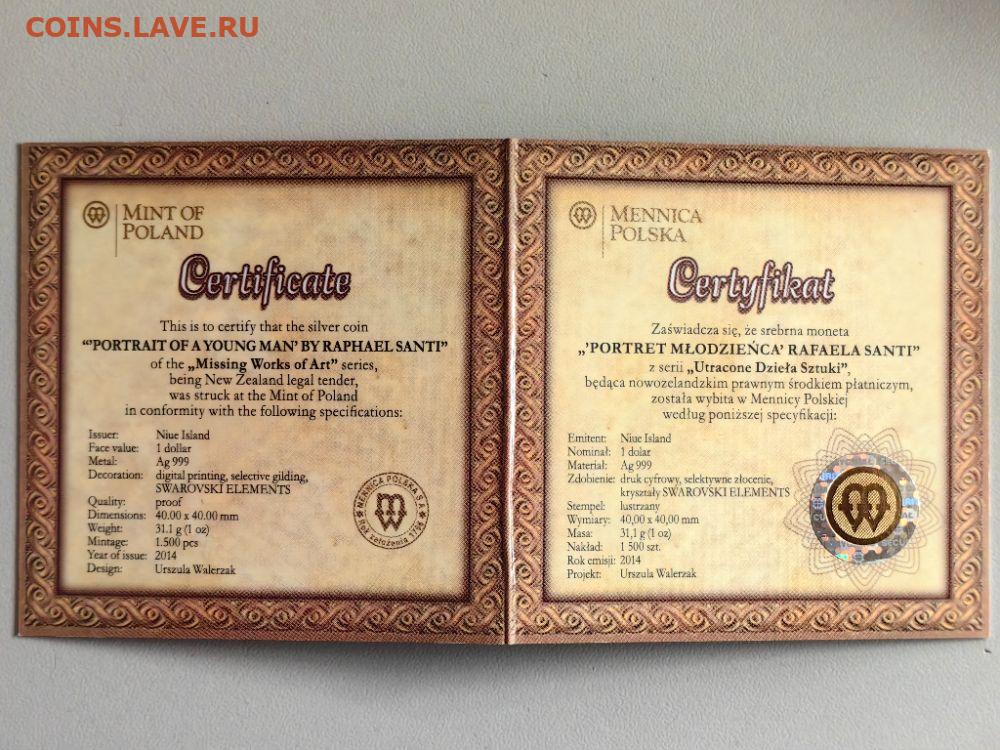 COINS.LAVE.RU
MINT OF
POLAND
Certificate
This is to certify that the silver coin
“’PORTRAIT OF A YOUNG MAN’ BY RAPHAEL SANTI”
of the „Missing Works of Art” series,
being New Zealand legal tender,
was struck at the Mint of Poland
in conformity with the following specifications:
Issuer: Niue Island
Face value: 1 dollar
Metal: Ag 999
Decoration: digital printing, selective gilding,
SWAROVSKI ELEMENTS
Quality: proof
Dimensions: 40.00 x 40.00 mm
Weight: 31.1 g (1 oz)
Mintage: 1.500 pcs
Year of issue: 2014
Design: Urszula Walerzak
MENNICA POLSKA S.A.
Rok założenia 1766
MENNICA
POLSKA
Certyfikat
Zaświadcza się, że srebrna moneta
„’PORTRET MŁODZIEŃCA’ RAFAELA SANTI”
z serii „Utracone Dzieła Sztuki”,
będąca nowozelandzkim prawnym środkiem płatniczym,
została wybita w Mennicy Polskiej
według poniższej specyfikacji:
Emitent: Niue Island
Nominał: 1 dolar
Materiał: Ag 999
Zdobienie: druk cyfrowy, selektywne złocenie,
kryształy SWAROVSKI ELEMENTS
Stempel: lustrzany
Wymiary: 40,00 x 40,00 mm
Masa: 31,1 g (1 oz)
Nakład: 1 500 szt.
Rok emisji: 2014
Projekt: Urszula Walerzak